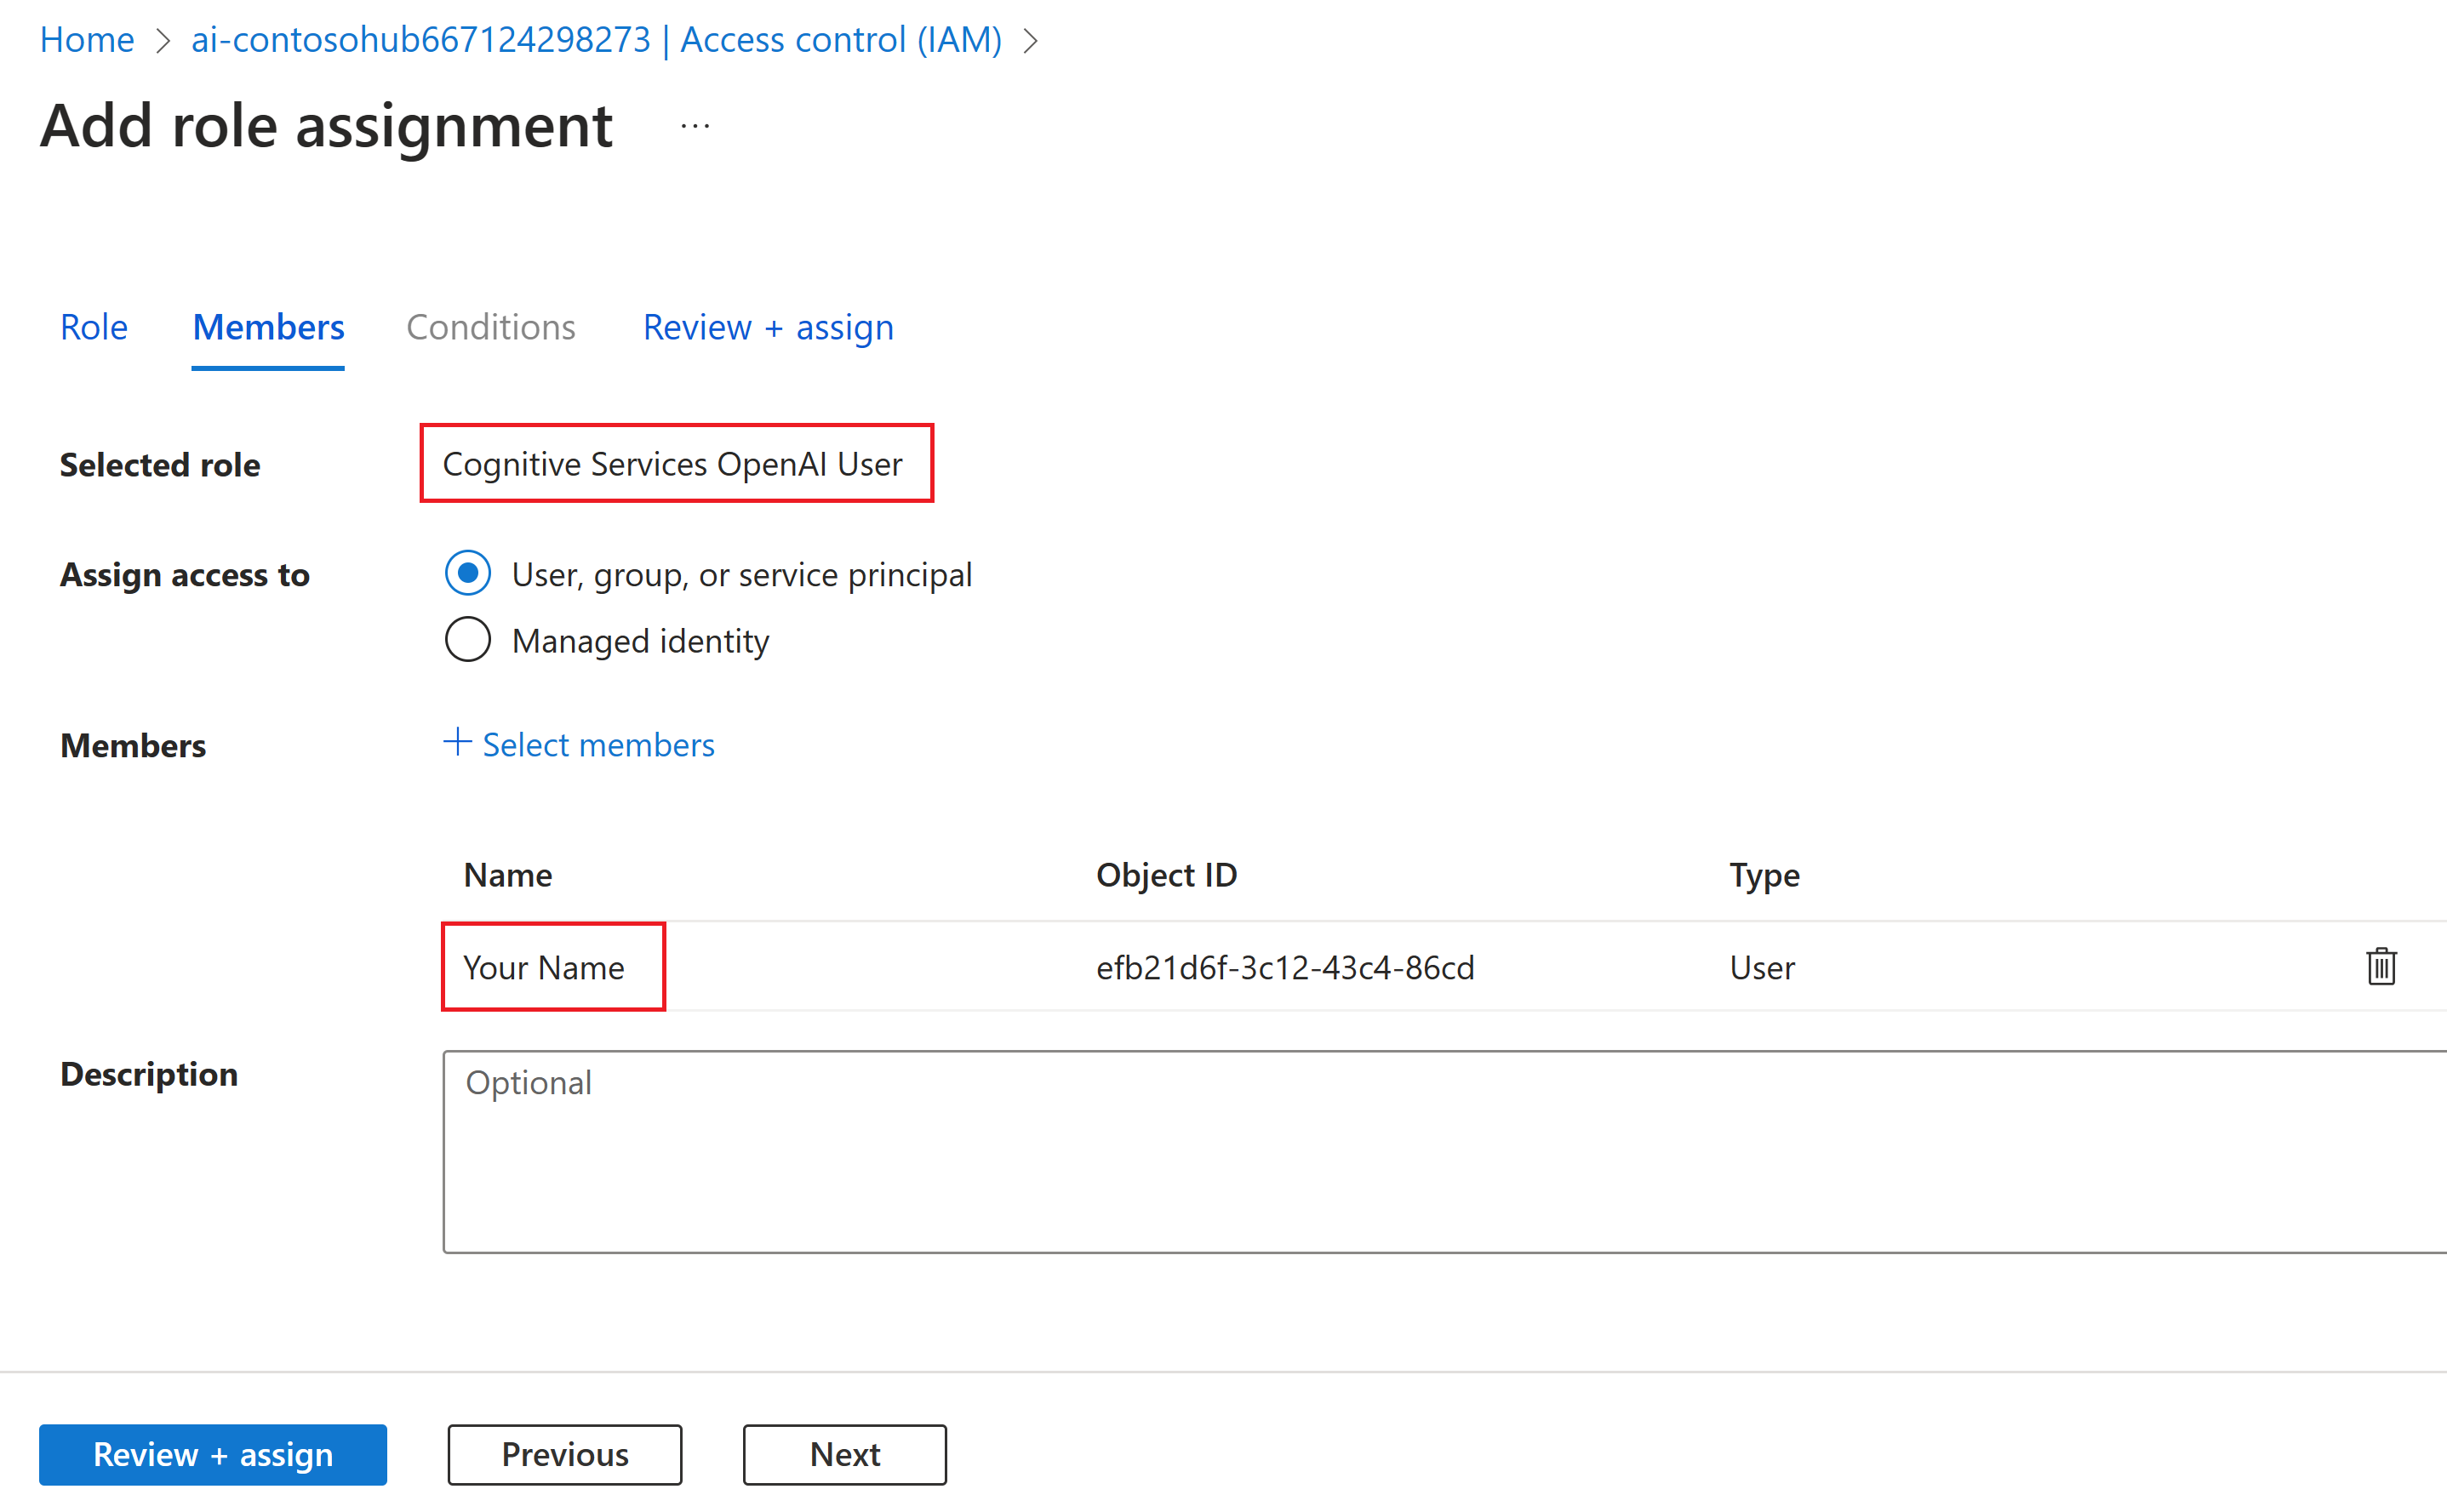 Home > ai-contosohub667124298273 | Access control (IAM) >
Add role assignment ...
Role Members Conditions Review + assign
Selected role Cognitive Services OpenAI User
Assign access to User, group, or service principal
Managed identity
Members + Select members
Name Object ID Type
Your Name efb21d6f-3c12-43c4-86cd User
Description Optional
Review + assign Previous Next